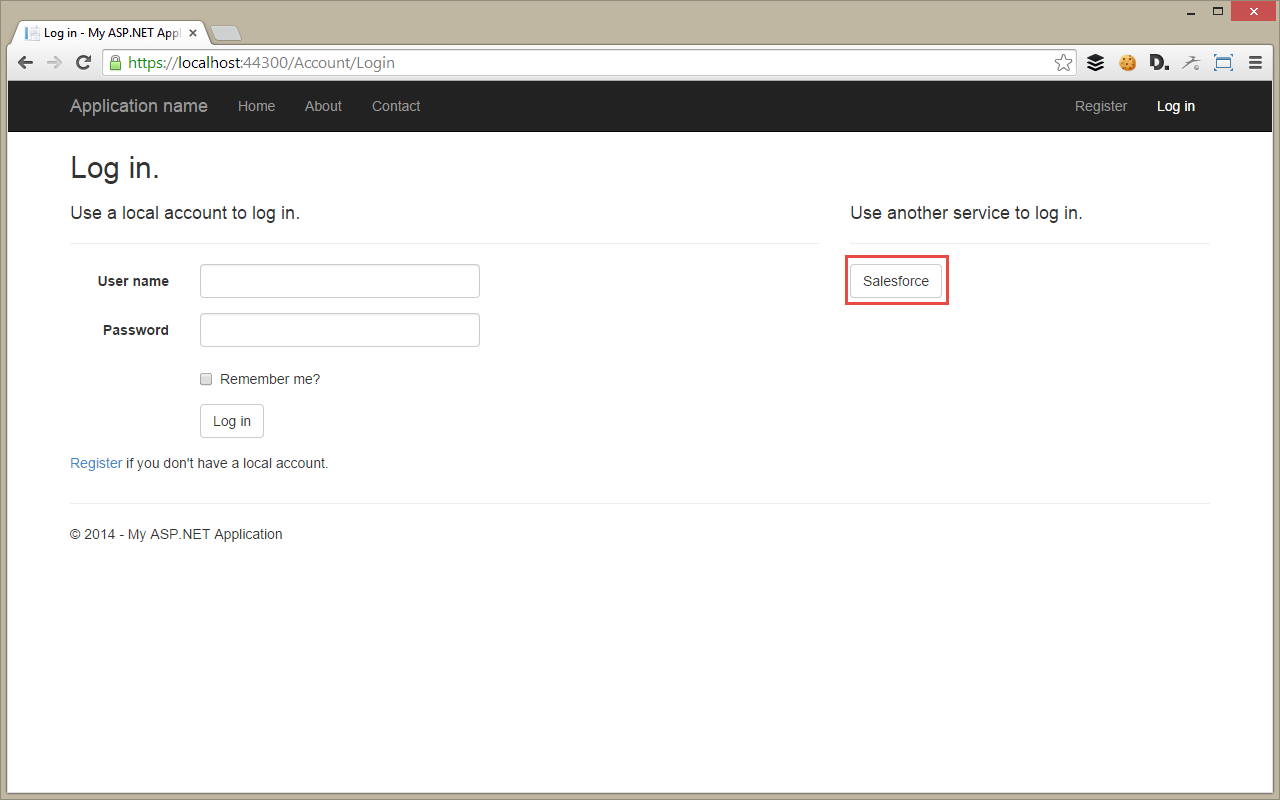 Log in - My ASP.NET Appl
https://localhost:44300/Account/Login
Application name Home About Contact Register Log in
Log in.
Use a local account to log in.
Use another service to log in.
User name
Salesforce
Password
Remember me?
Log in
Register if you don't have a local account.
© 2014 - My ASP.NET Application